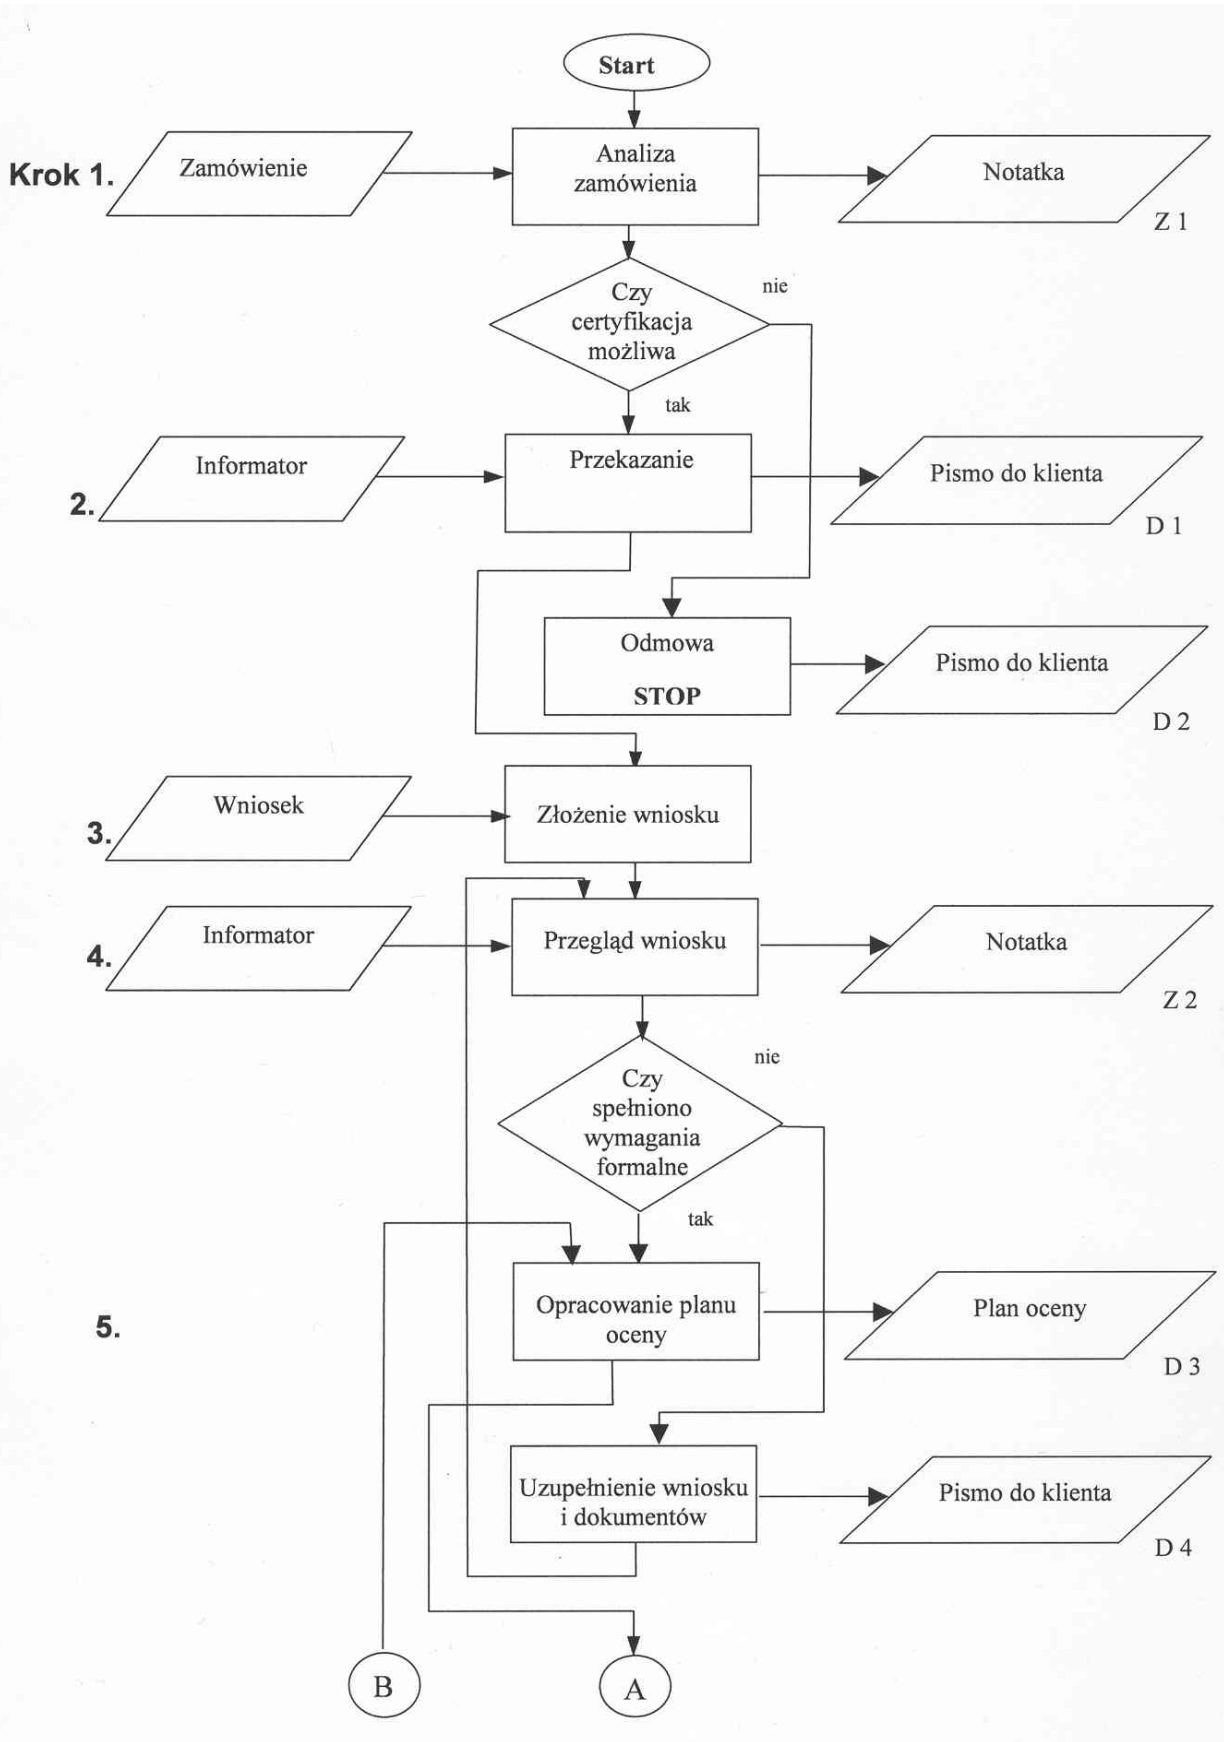 Start
Krok 1.
Zamówienie
Analiza
zamówienia
Notatka
Z 1
Czy
certyfikacja
możliwa
nie
tak
2.
Informator
Przekazanie
Pismo do klienta
D 1
Odmowa
STOP
Pismo do klienta
D 2
3.
Wniosek
Złożenie wniosku
4.
Informator
Przegląd wniosku
Notatka
Z 2
Czy
spełniono
wymagania
formalne
nie
tak
5.
Opracowanie planu
oceny
Plan oceny
D 3
Uzupełnienie wniosku
i dokumentów
Pismo do klienta
D 4
B
A